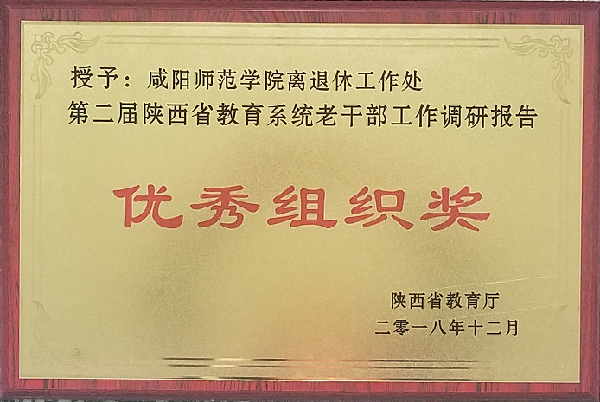 授予：咸阳师范学院离退休工作处
第二届陕西省教育系统老干部工作调研报告
优秀组织奖
陕西省教育厅
二零一八年十二月